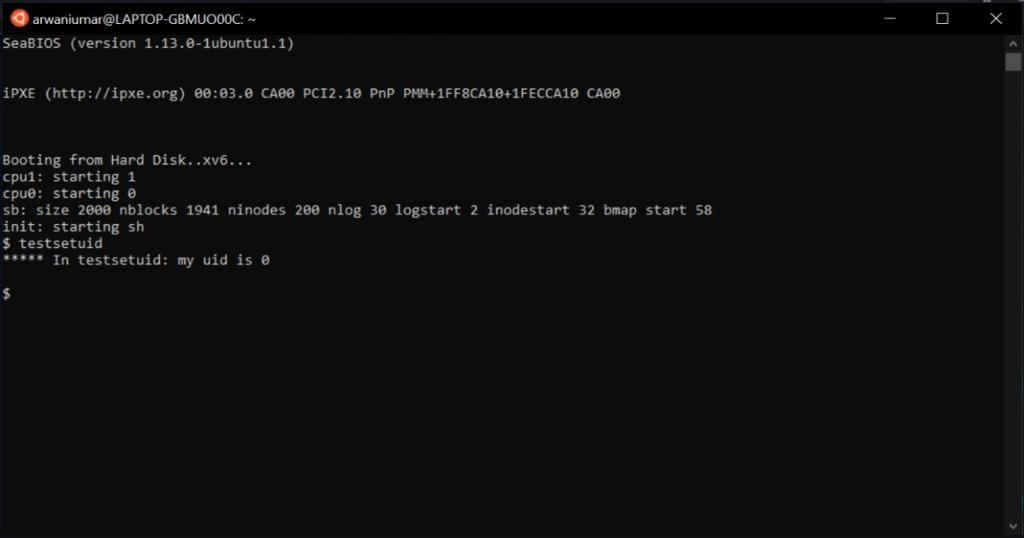 arwaniumar@LAPTOP-GBMUO00C: ~
SeaBIOS (version 1.13.0-1ubuntu1.1)
iPXE (http://ipxe.org) 00:03.0 CA00 PCI2.10 PnP PMM+1FF8CA10+1FECCA10 CA00
Booting from Hard Disk..xv6...
cpu1: starting 1
cpu0: starting 0
sb: size 2000 nblocks 1941 ninodes 200 nlog 30 logstart 2 inodestart 32 bmap start 58
init: starting sh
$ testsetuid
***** In testsetuid: my uid is 0
$